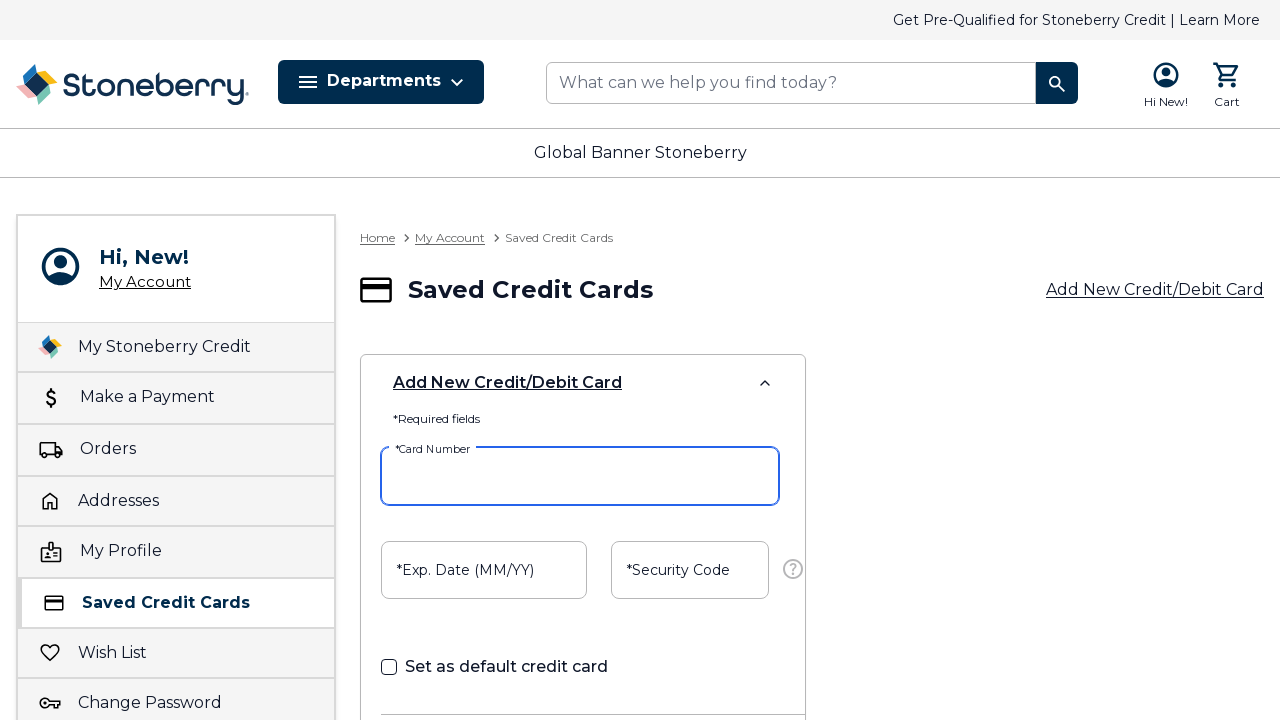 Get Pre-Qualified for Stoneberry Credit | Learn More
Stoneberry
Departments
What can we help you find today?
Hi New!
Cart
Global Banner Stoneberry
Hi, New!
My Account
My Stoneberry Credit
Make a Payment
Orders
Addresses
My Profile
Saved Credit Cards
Wish List
Change Password
Home
My Account
Saved Credit Cards
Saved Credit Cards
Add New Credit/Debit Card
Add New Credit/Debit Card
*Required fields
*Card Number
*Exp. Date (MM/YY)
*Security Code
Set as default credit card